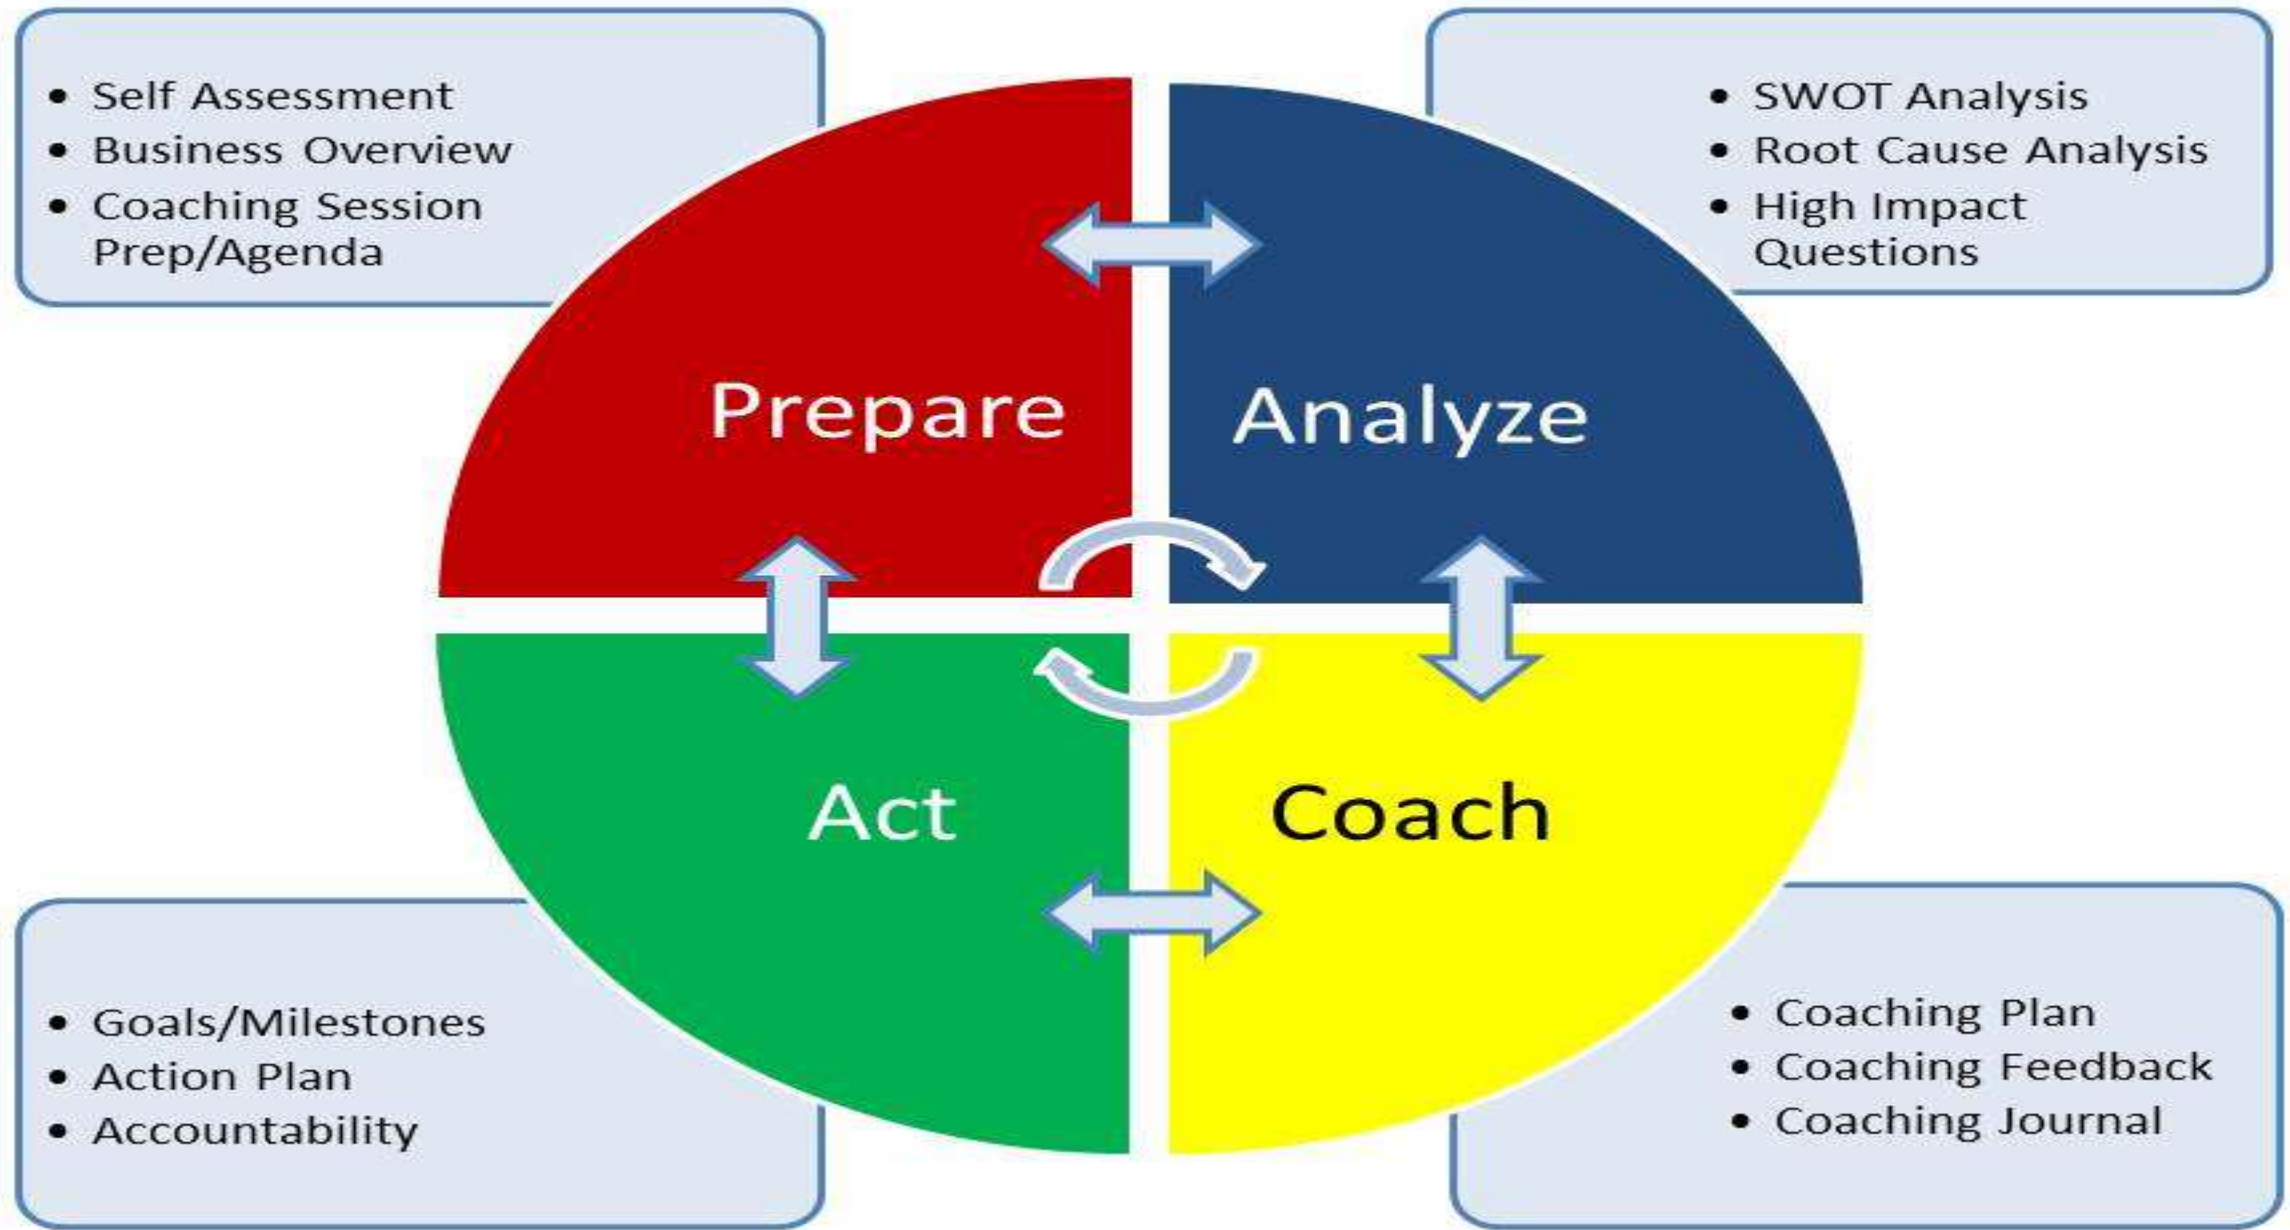 • Self Assessment
• Business Overview
• Coaching Session
Prep/Agenda
• SWOT Analysis
• Root Cause Analysis
• High Impact
Questions
Prepare
Analyze
Act
Coach
• Goals/Milestones
• Action Plan
• Accountability
• Coaching Plan
• Coaching Feedback
• Coaching Journal